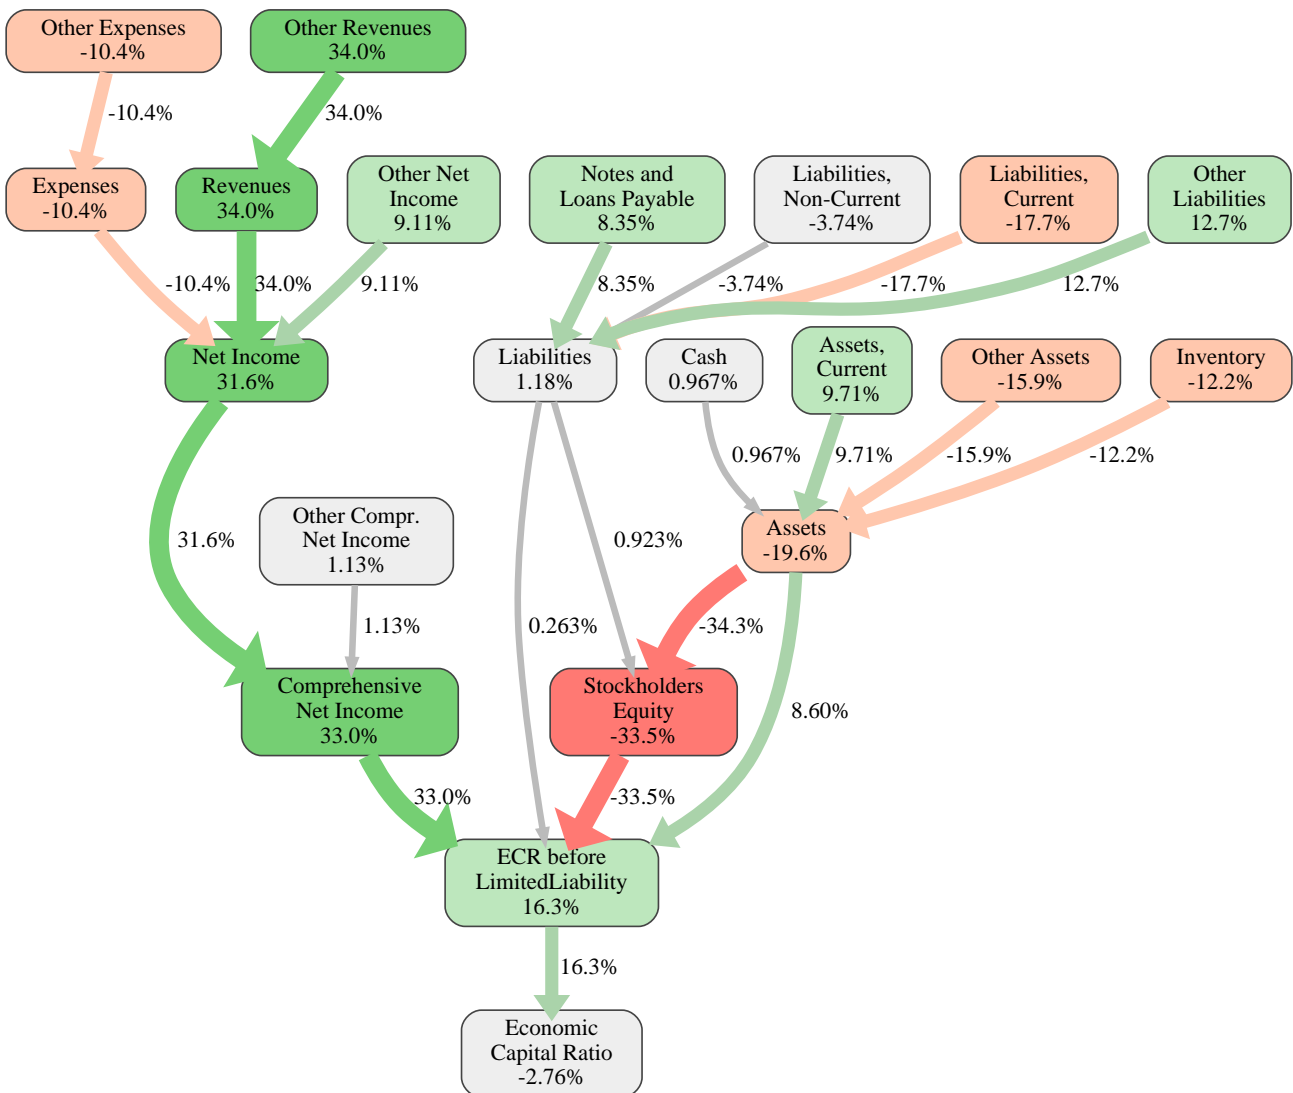 Other Expenses
-10.4%
Other Revenues
34.0%
-10.4%
34.0%
Expenses
-10.4%
Revenues
34.0%
Other Net
Income
9.11%
Notes and
Loans Payable
8.35%
Liabilities,
Non-Current
-3.74%
Liabilities,
Current
-17.7%
Other
Liabilities
12.7%
-10.4%
34.0%
9.11%
8.35%
-3.74%
-17.7%
12.7%
Net Income
31.6%
Liabilities
1.18%
Cash
0.967%
Assets,
Current
9.71%
Other Assets
-15.9%
Inventory
-12.2%
0.967%
9.71%
-15.9%
-12.2%
Other Compr.
Net Income
1.13%
31.6%
0.923%
Assets
-19.6%
1.13%
0.263%
-34.3%
Comprehensive
Net Income
33.0%
Stockholders
Equity
-33.5%
8.60%
33.0%
-33.5%
ECR before
LimitedLiability
16.3%
16.3%
Economic
Capital Ratio
-2.76%